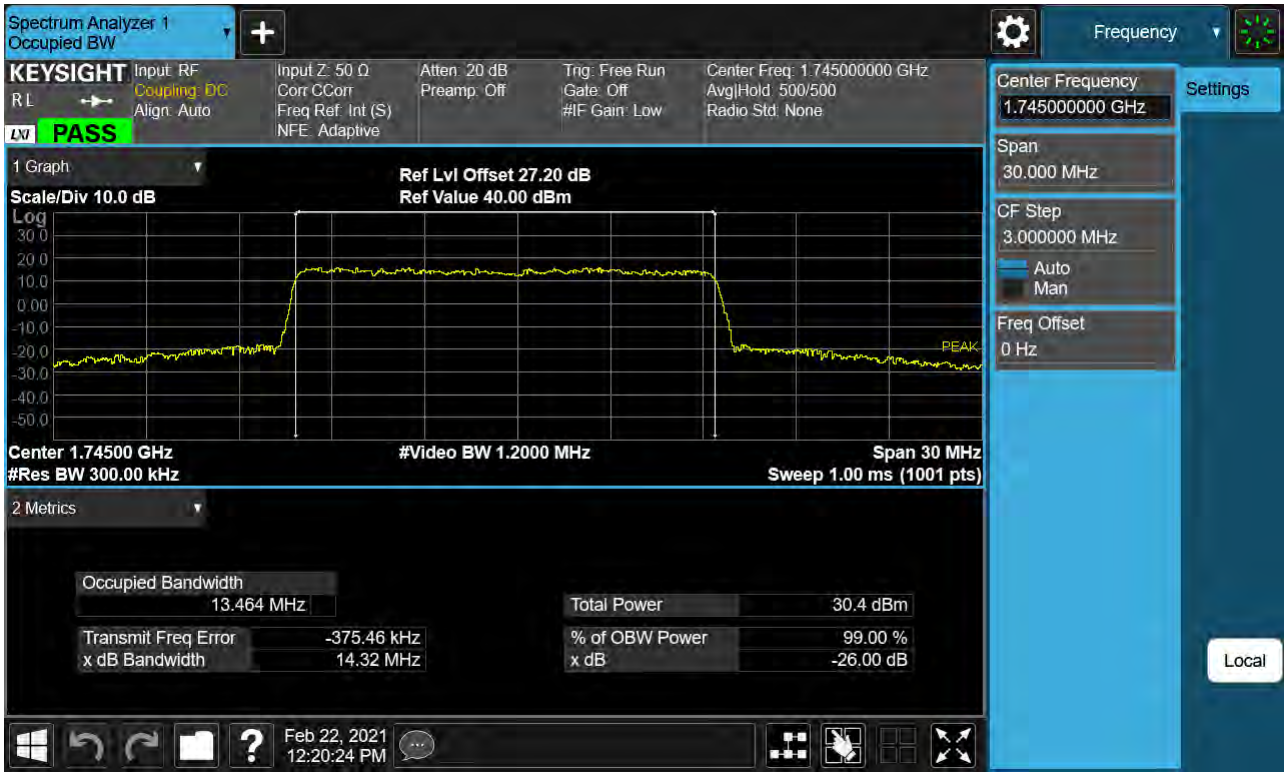 Spectrum Analyzer 1
Occupied BW
Frequency
KEYSIGHT
RL
LXI
PASS
Input: RF
Coupling: DC
Align: Auto
Input Z: 50 Ω
Corr CCorr
Freq Ref: Int (S)
NFE: Adaptive
Atten: 20 dB
Preamp: Off
Trig: Free Run
Gate: Off
#IF Gain: Low
Center Freq: 1.745000000 GHz
Avg|Hold: 500/500
Radio Std: None
1 Graph
Scale/Div 10.0 dB
Ref Lvl Offset 27.20 dB
Ref Value 40.00 dBm
Log
30.0
20.0
10.0
0.00
-10.0
-20.0
-30.0
-40.0
-50.0
PEAK
Center 1.74500 GHz
#Res BW 300.00 kHz
#Video BW 1.2000 MHz
Span 30 MHz
Sweep 1.00 ms (1001 pts)
2 Metrics
Occupied Bandwidth
13.464 MHz
Transmit Freq Error -375.46 kHz
x dB Bandwidth 14.32 MHz
Total Power 30.4 dBm
% of OBW Power 99.00 %
x dB -26.00 dB
Center Frequency
1.745000000 GHz
Span
30.000 MHz
CF Step
3.000000 MHz
Auto
Man
Freq Offset
0 Hz
Settings
Local
Feb 22, 2021
12:20:24 PM